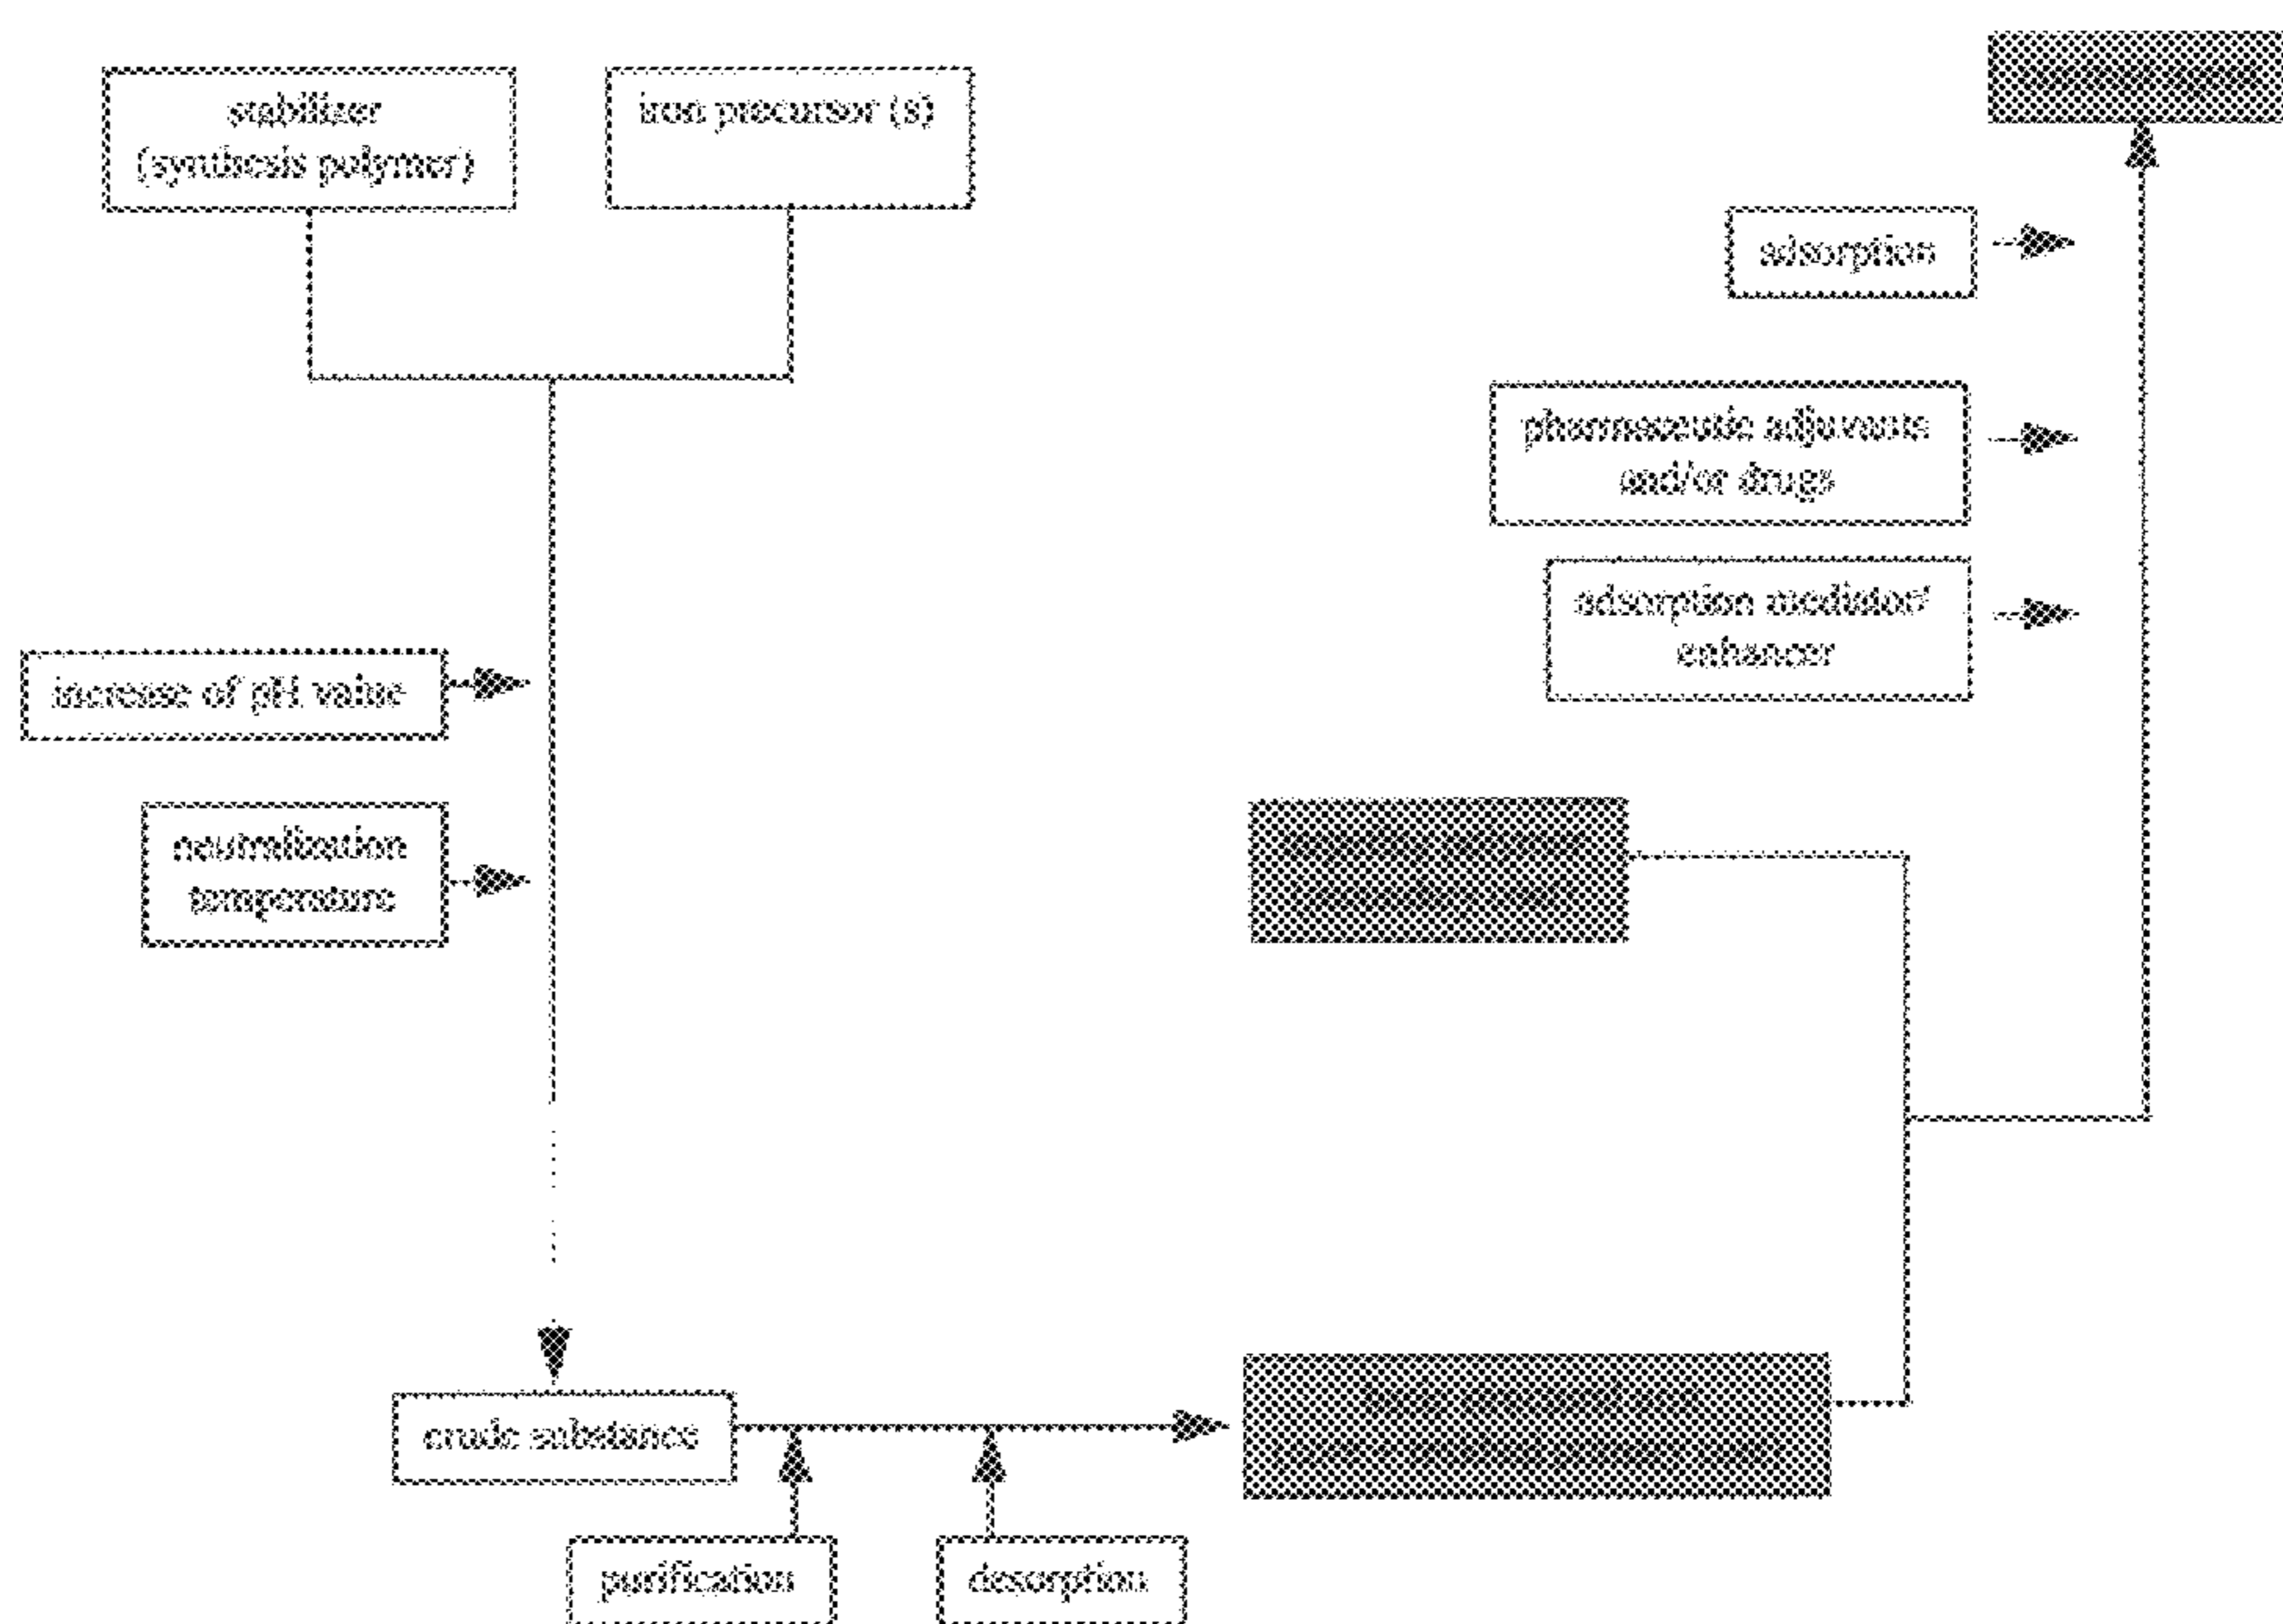 stabilizer
(synthesis polymer)
iron precursor (s)
adsorption
pharmaceutic adjuvants
and/or drugs
adsorption mediator/
enhancer
increase of pH value
neutralization
temperature
crude substance
purification
desorption